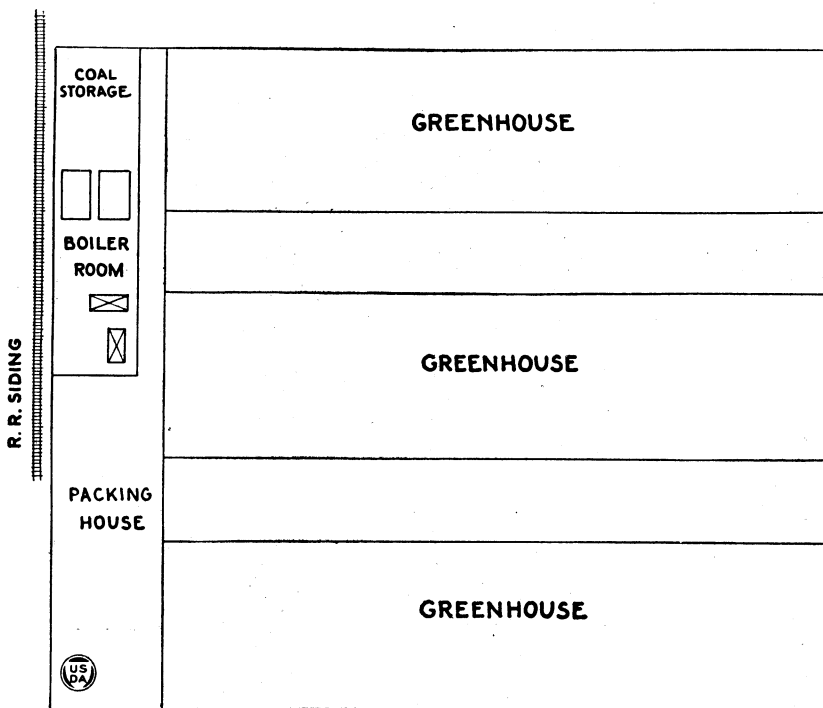 COAL
STORAGE
GREENHOUSE
BOILER
ROOM
GREENHOUSE
R. R. SIDING
PACKING
HOUSE
GREENHOUSE
US
DA